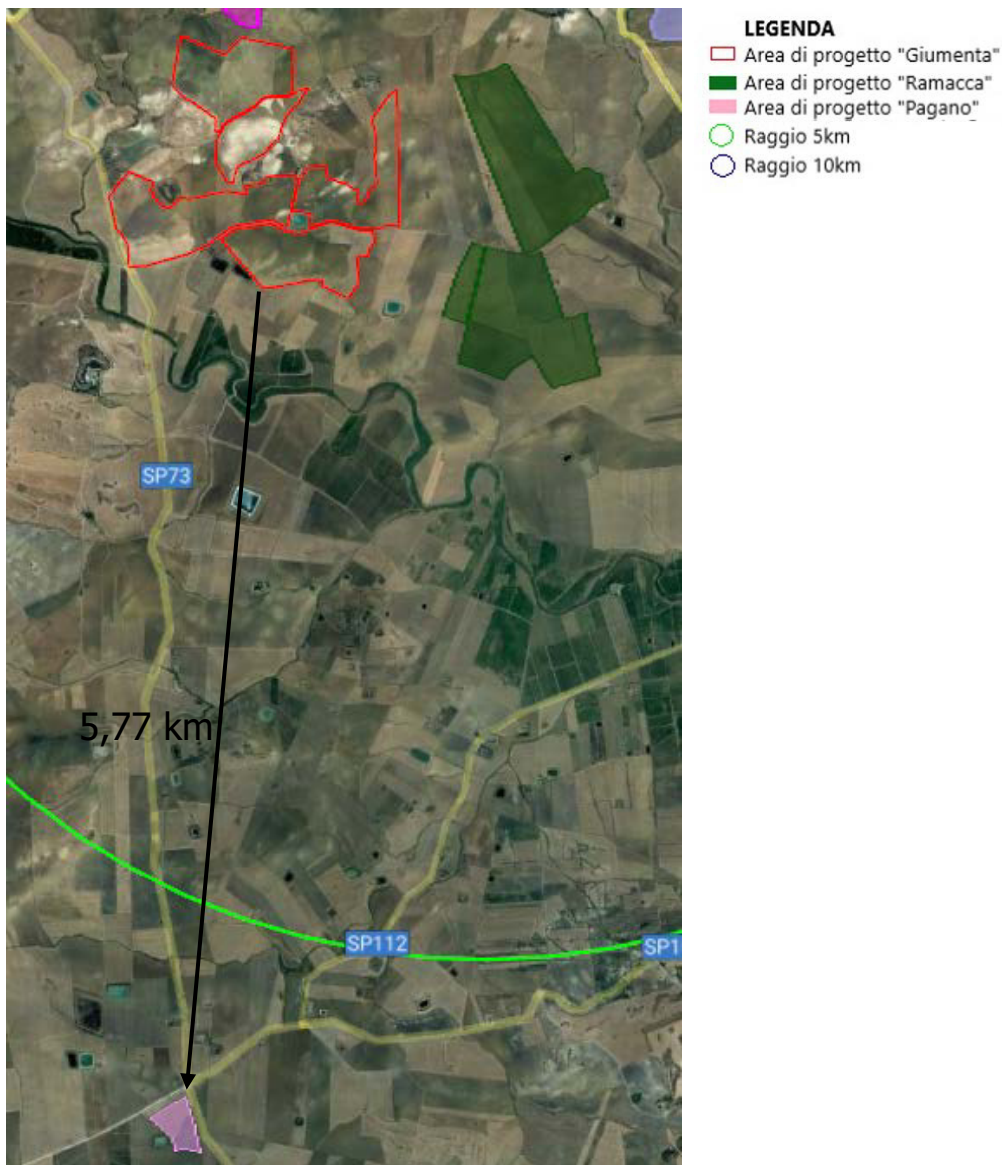 LEGENDA
Area di progetto "Giumenta"
Area di progetto "Ramacca"
Area di progetto "Pagano"
Raggio 5km
Raggio 10km
SP73
5,77 km
SP112
SP1